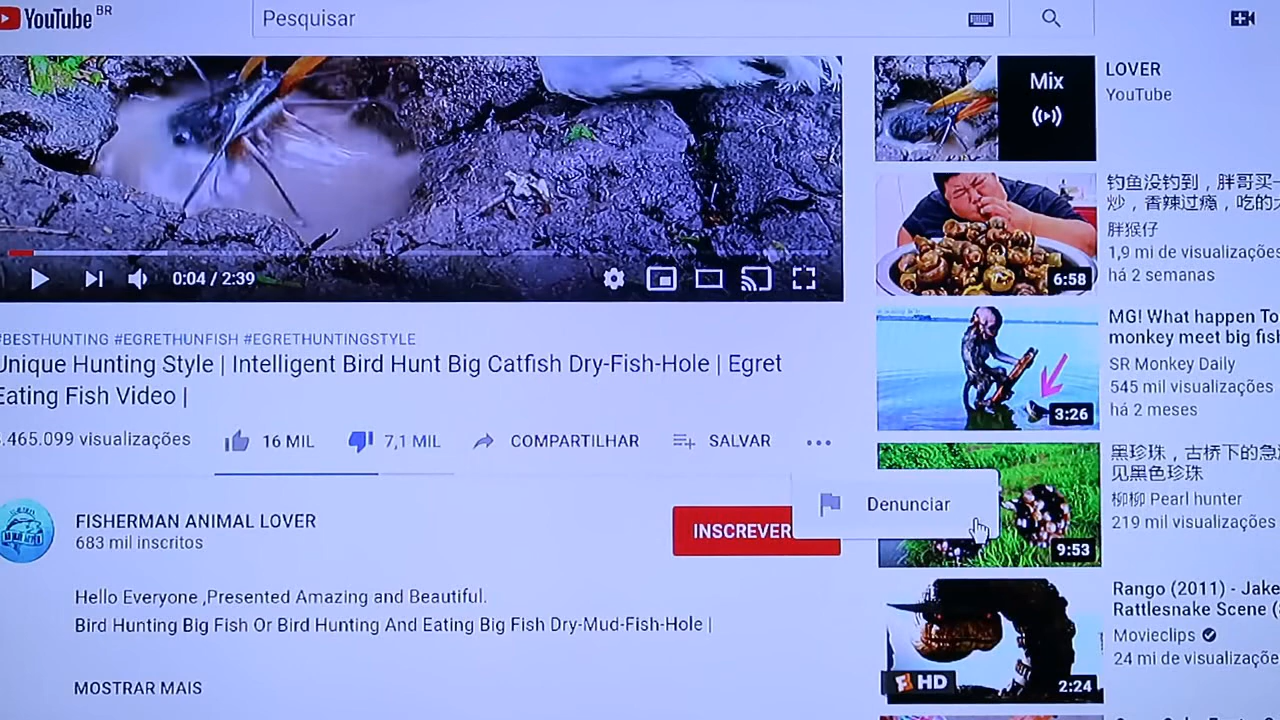 YouTube BR
Pesquisar
0:04 / 2:39
#BESTHUNTING #EGRETHUNFISH #EGRETHUNTINGSTYLE
Unique Hunting Style | Intelligent Bird Hunt Big Catfish Dry-Fish-Hole | Egret
Eating Fish Video |
.465.099 visualizações
16 MIL
7,1 MIL
COMPARTILHAR
SALVAR
Denunciar
FISHERMAN ANIMAL LOVER
683 mil inscritos
INSCREVER
Hello Everyone ,Presented Amazing and Beautiful.
Bird Hunting Big Fish Or Bird Hunting And Eating Big Fish Dry-Mud-Fish-Hole |
MOSTRAR MAIS
Mix
LOVER
YouTube
6:58
钓鱼没钓到，胖哥买一
炒，香辣过瘾，吃的
胖猴仔
1,9 mi de visualizações
há 2 semanas
3:26
MG! What happen To
monkey meet big fis
SR Monkey Daily
545 mil visualizações
há 2 meses
9:53
黑珍珠，古桥下的急
见黑色珍珠
柳柳 Pearl hunter
219 mil visualizações
HD
2:24
Rango (2011) - Jake
Rattlesnake Scene (
Movieclips
24 mi de visualizaçõe